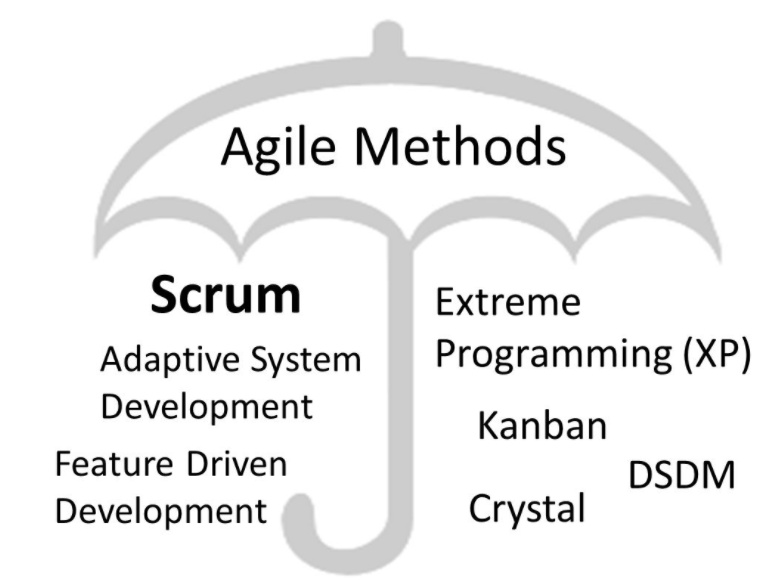 Agile Methods
Scrum
Adaptive System
Development
Feature Driven
Development
Extreme
Programming (XP)
Kanban
DSDM
Crystal